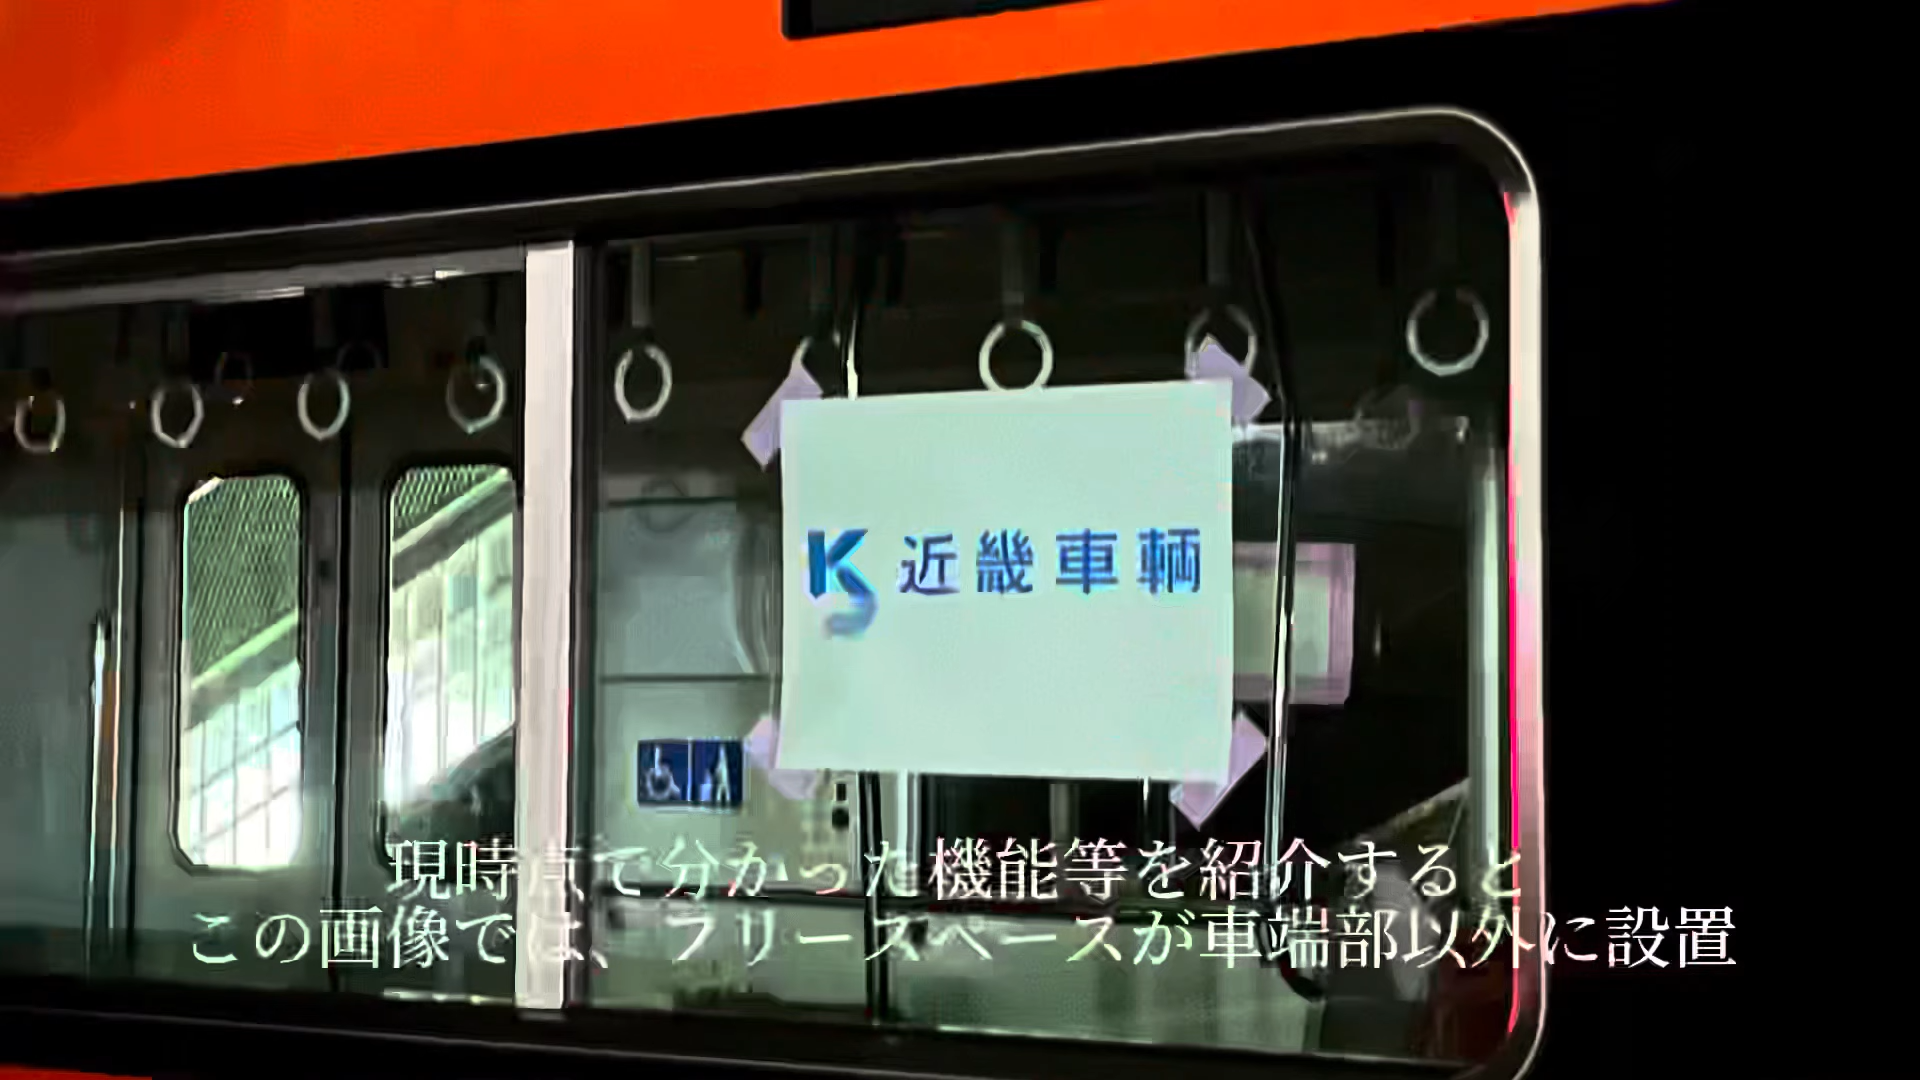 近畿車輌
現時点で分かった機能等を紹介すると
この画像では、フリースペースが車端部以外に設置